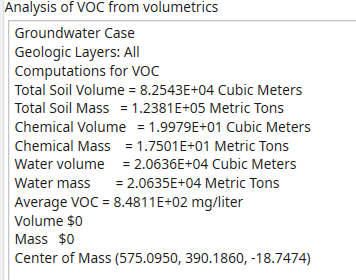 Analysis of VOC from volumetrics
Groundwater Case
Geologic Layers: All
Computations for VOC
Total Soil Volume = 8.2543E+04 Cubic Meters
Total Soil Mass = 1.2381E+05 Metric Tons
Chemical Volume = 1.9979E+01 Cubic Meters
Chemical Mass = 1.7501E+01 Metric Tons
Water volume = 2.0636E+04 Cubic Meters
Water mass = 2.0635E+04 Metric Tons
Average VOC = 8.4811E+02 mg/liter
Volume $0
Mass $0
Center of Mass (575.0950, 390.1860, -18.7474)